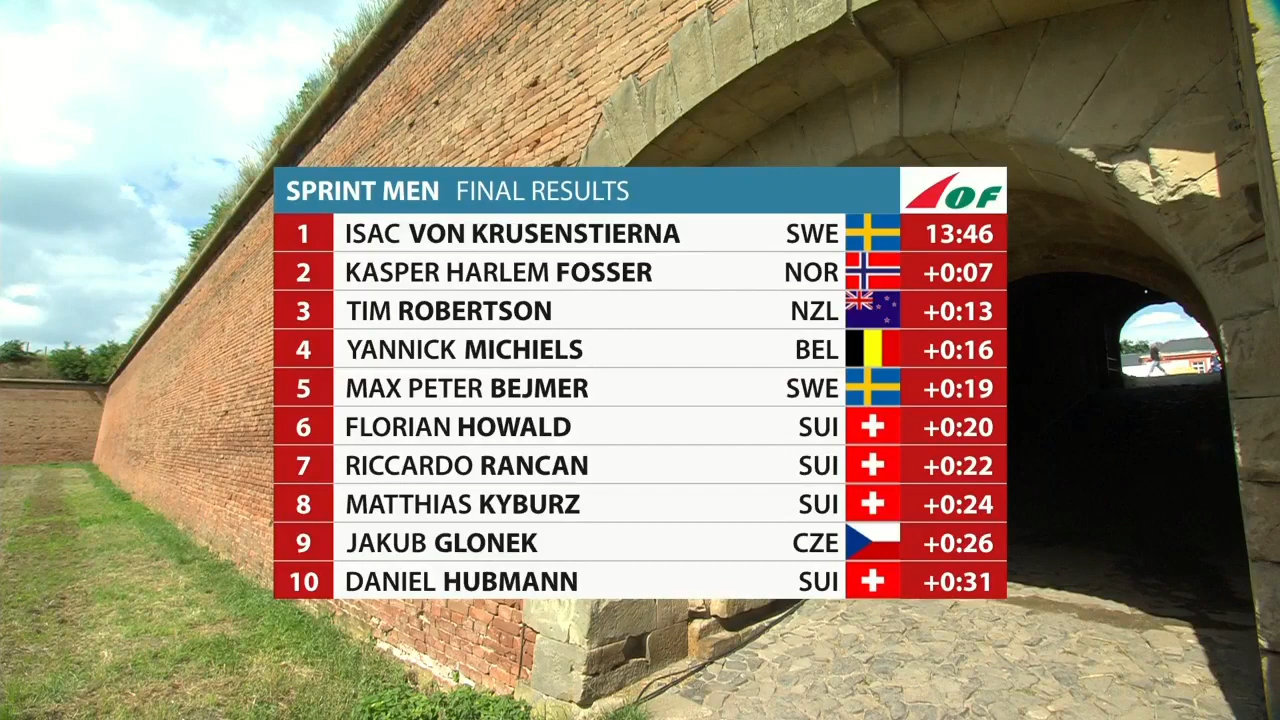 SPRINT MEN FINAL RESULTS IOF
1 ISAC VON KRUSENSTIERNA SWE 13:46
2 KASPER HARLEM FOSSER NOR +0:07
3 TIM ROBERTSON NZL +0:13
4 YANNICK MICHIELS BEL +0:16
5 MAX PETER BEJMER SWE +0:19
6 FLORIAN HOWALD SUI +0:20
7 RICCARDO RANCAN SUI +0:22
8 MATTHIAS KYBURZ SUI +0:24
9 JAKUB GLONEK CZE +0:26
10 DANIEL HUBMANN SUI +0:31